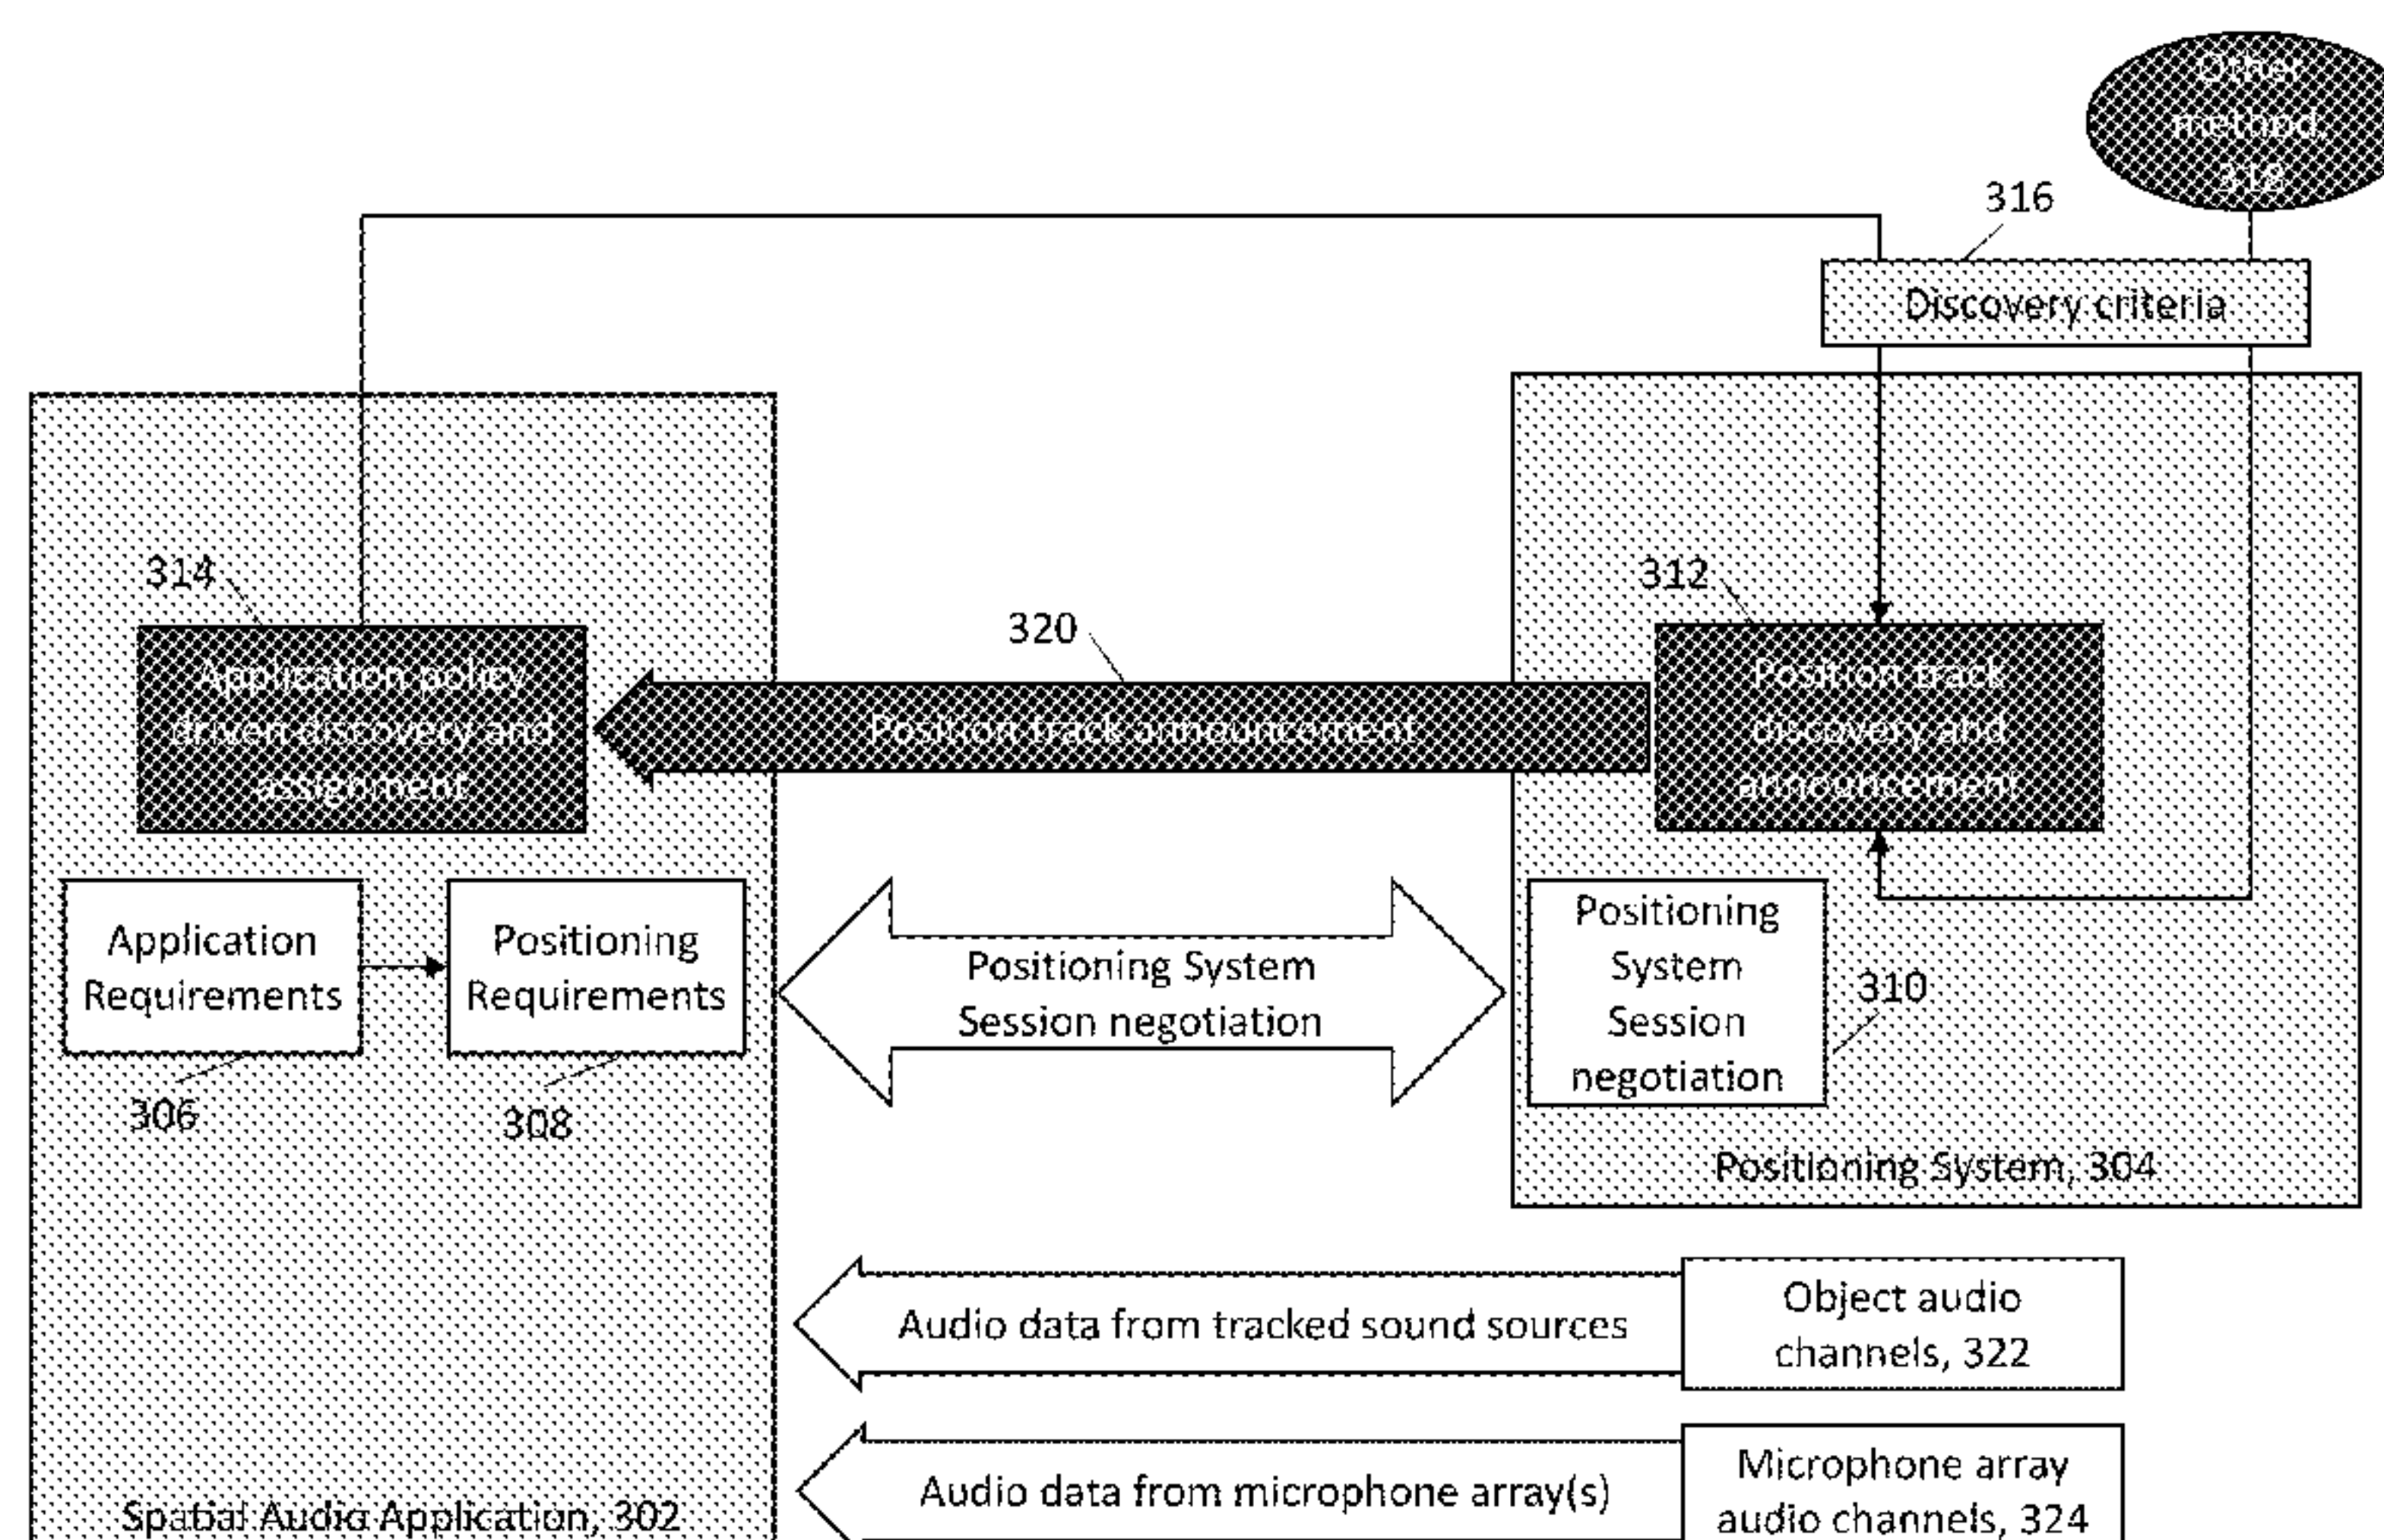 Other
method,
318
316
Discovery criteria
314
312
320
Application policy
driven discovery and
assignment
Position track announcement
Position track
discovery and
announcement
Application
Requirements
Positioning
Requirements
Positioning System
Session negotiation
Positioning
System
Session
negotiation
310
306
308
Positioning System, 304
Audio data from tracked sound sources
Object audio
channels, 322
Audio data from microphone array(s)
Microphone array
audio channels, 324
Spatial Audio Application, 302